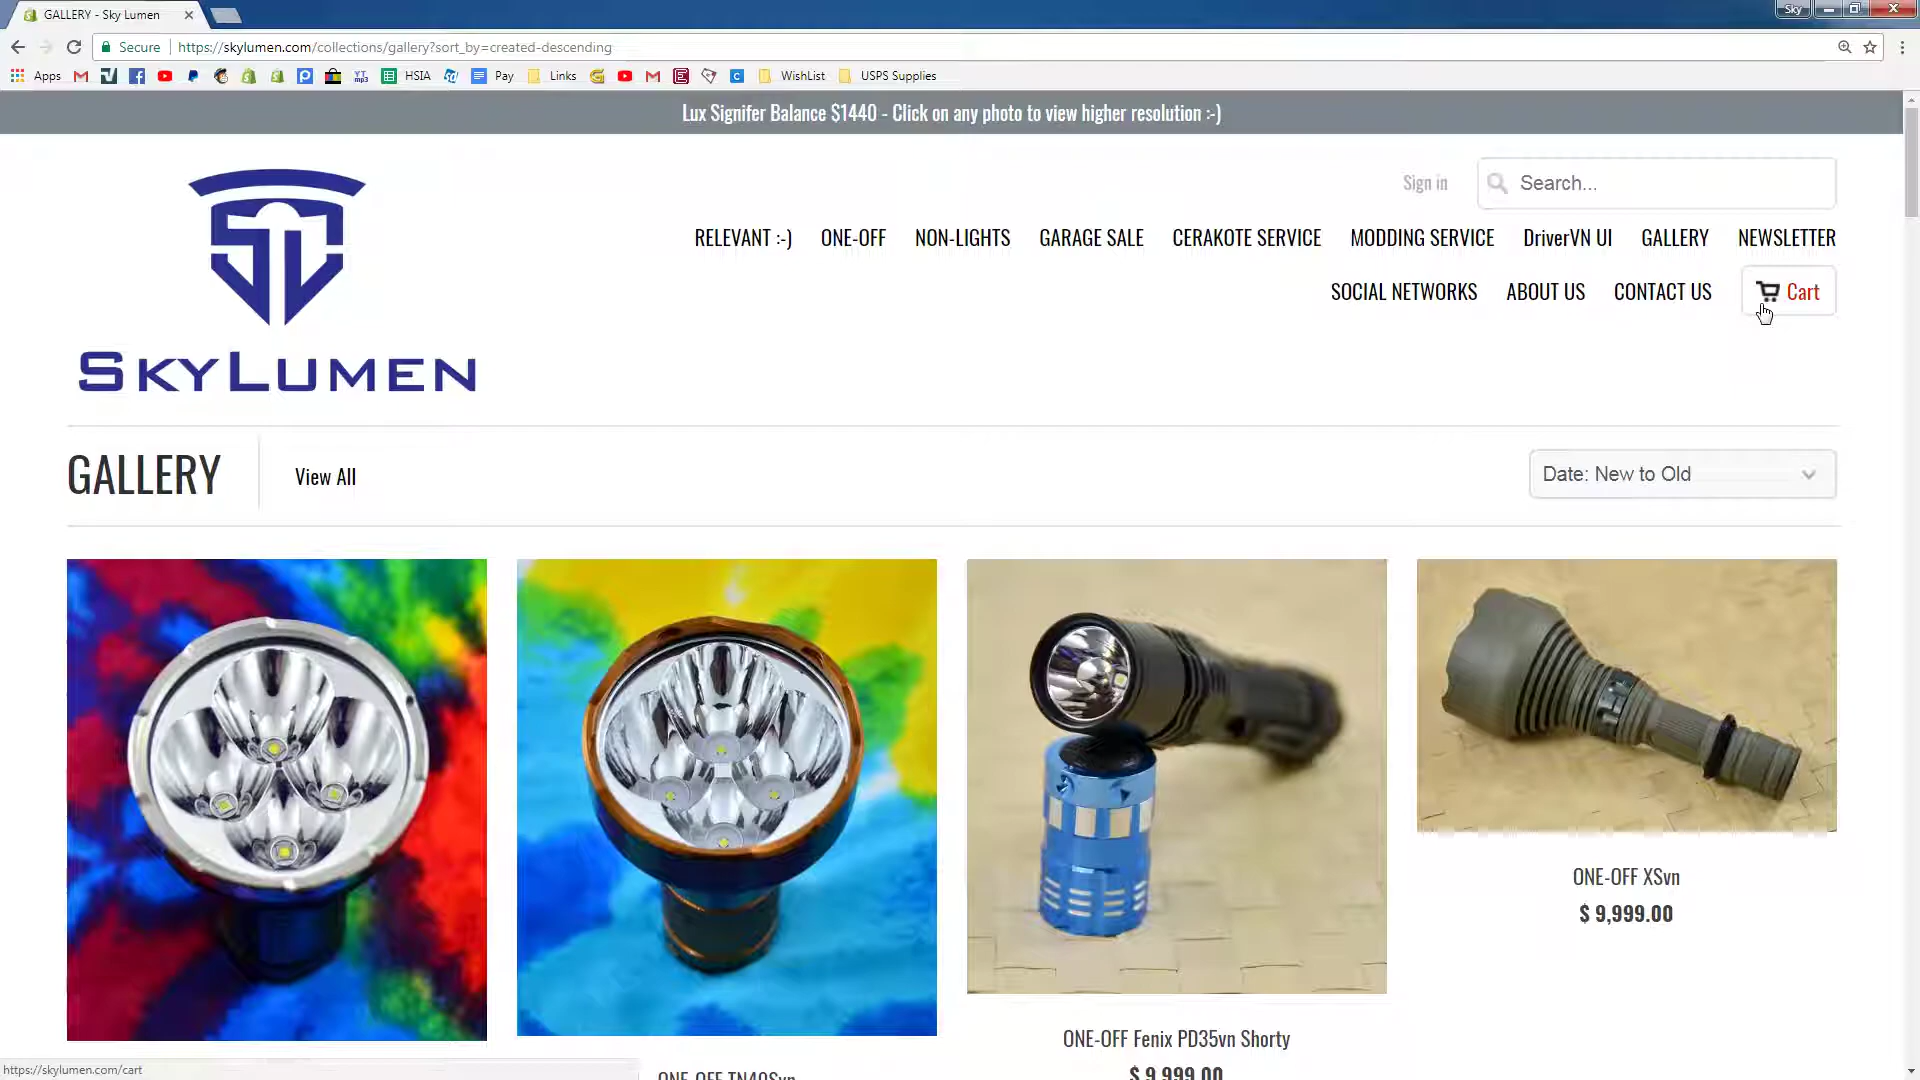 GALLERY - Sky Lumen
Sky
Secure
https://skylumen.com/collections/gallery?sort_by=created-descending
Apps
HSIA
Pay
Links
WishList
USPS Supplies
Lux Signifer Balance $1440 - Click on any photo to view higher resolution :-)
SKYLUMEN
Sign in
Search...
RELEVANT :-) ONE-OFF NON-LIGHTS GARAGE SALE CERAKOTE SERVICE MODDING SERVICE DriverVN UI GALLERY NEWSLETTER
SOCIAL NETWORKS ABOUT US CONTACT US Cart
GALLERY
View All
Date: New to Old
ONE-OFF XSvn
$ 9,999.00
ONE-OFF Fenix PD35vn Shorty
$ 9,999.00
ONE-OFF TN40Svn
https://skylumen.com/cart